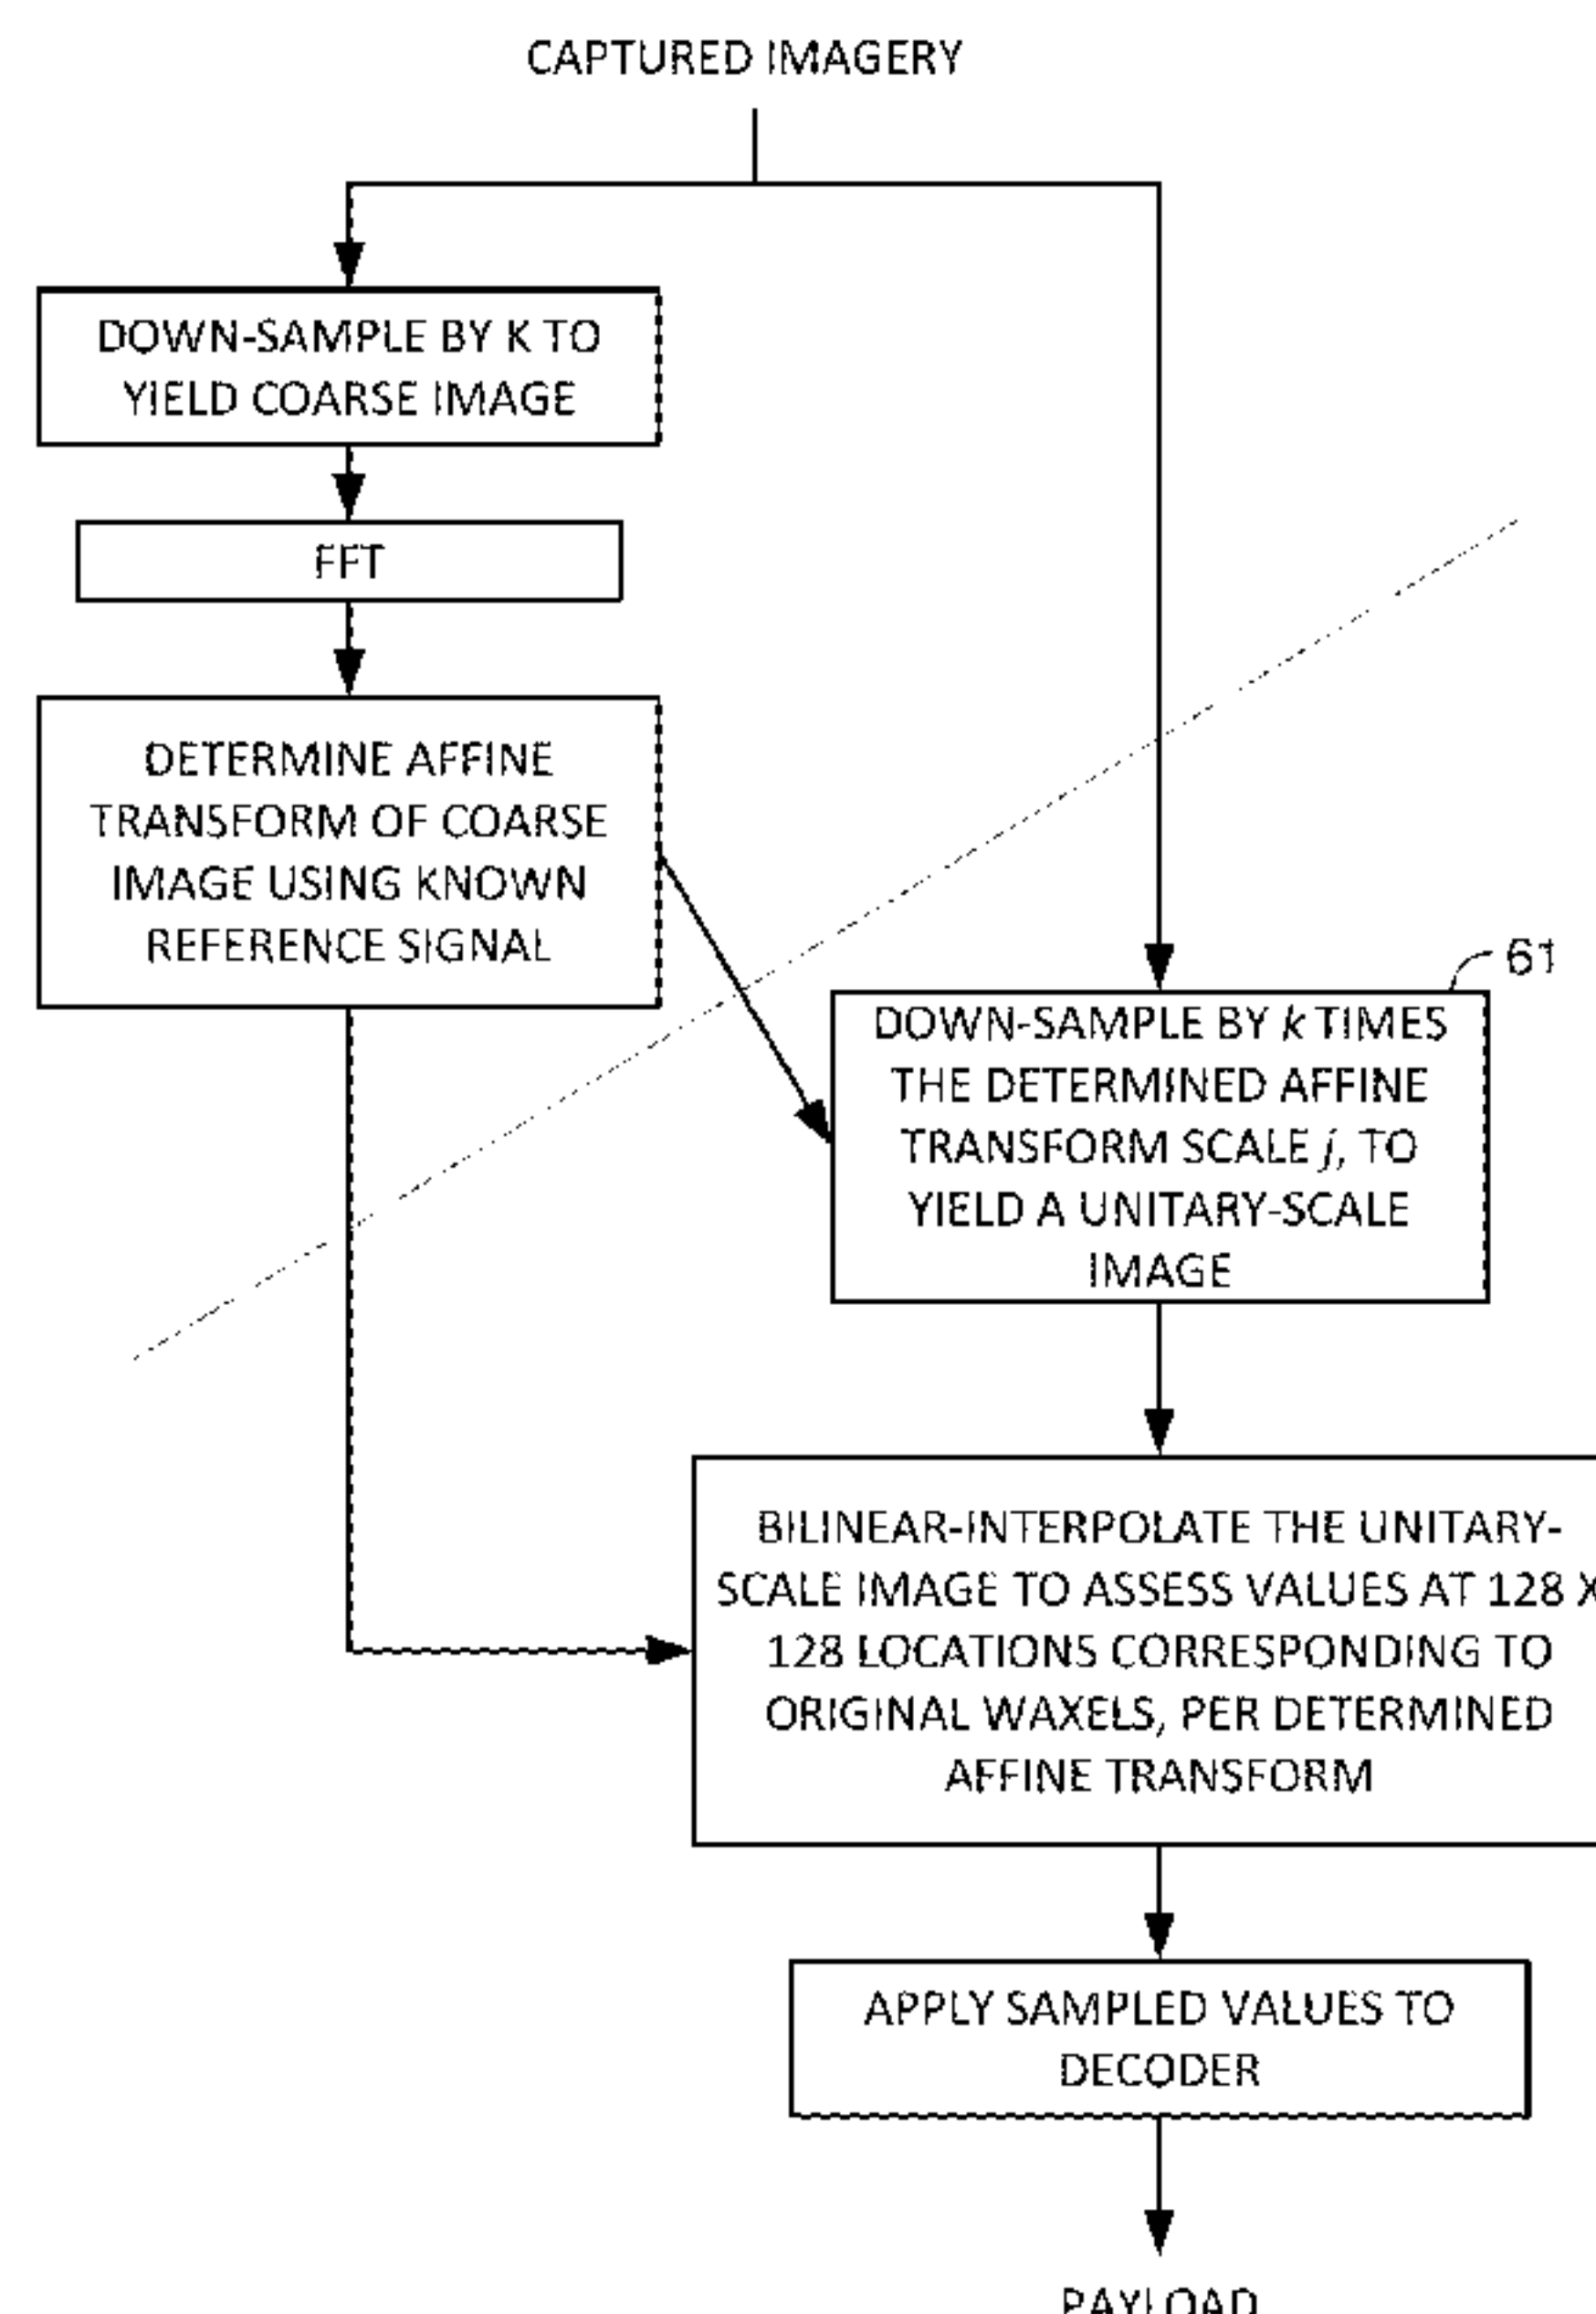 CAPTURED IMAGERY
DOWN-SAMPLE BY K TO
YIELD COARSE IMAGE
FFT
DETERMINE AFFINE
TRANSFORM OF COARSE
IMAGE USING KNOWN
REFERENCE SIGNAL
61
DOWN-SAMPLE BY k TIMES
THE DETERMINED AFFINE
TRANSFORM SCALE j, TO
YIELD A UNITARY-SCALE
IMAGE
BILINEAR-INTERPOLATE THE UNITARY-
SCALE IMAGE TO ASSESS VALUES AT 128 X
128 LOCATIONS CORRESPONDING TO
ORIGINAL WAXELS, PER DETERMINED
AFFINE TRANSFORM
APPLY SAMPLED VALUES TO
DECODER
PAYLOAD